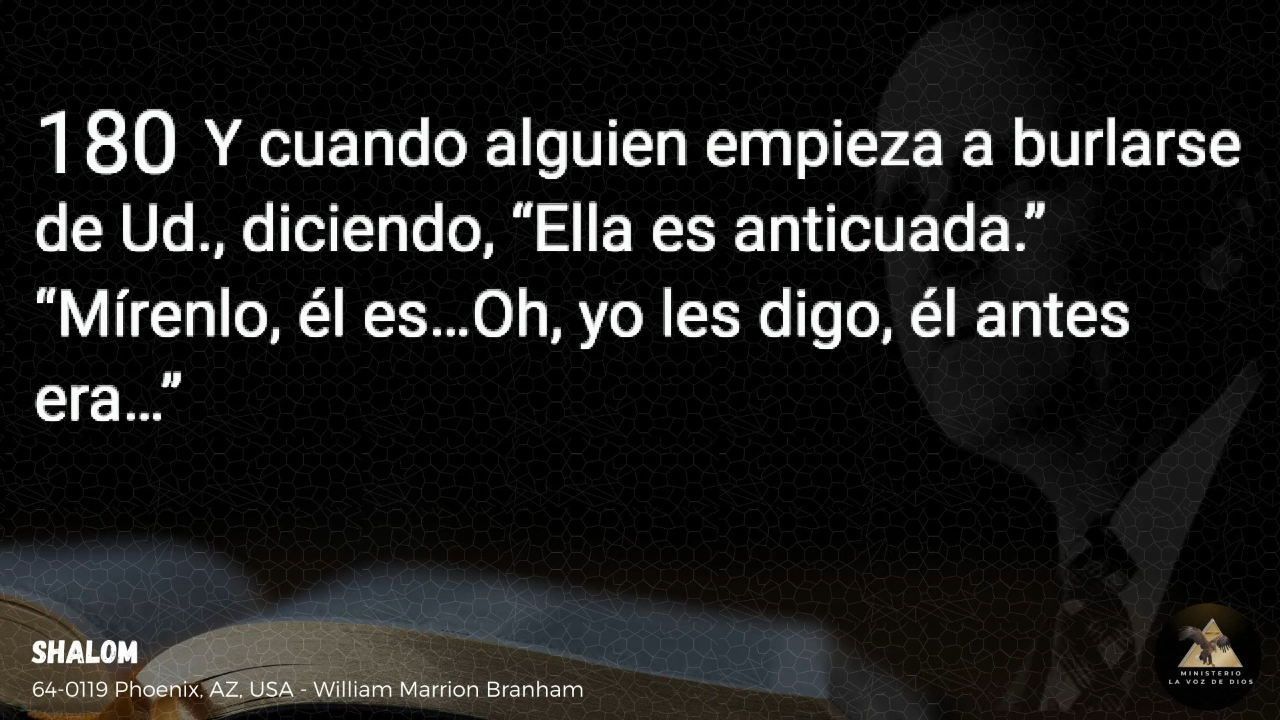 180 Y cuando alguien empieza a burlarse
de Ud., diciendo, “Ella es anticuada.”
“Mírenlo, él es...Oh, yo les digo, él antes
era...”
SHALOM
64-0119 Phoenix, AZ, USA - William Marrion Branham
MINISTERIO
LA VOZ DE DIOS